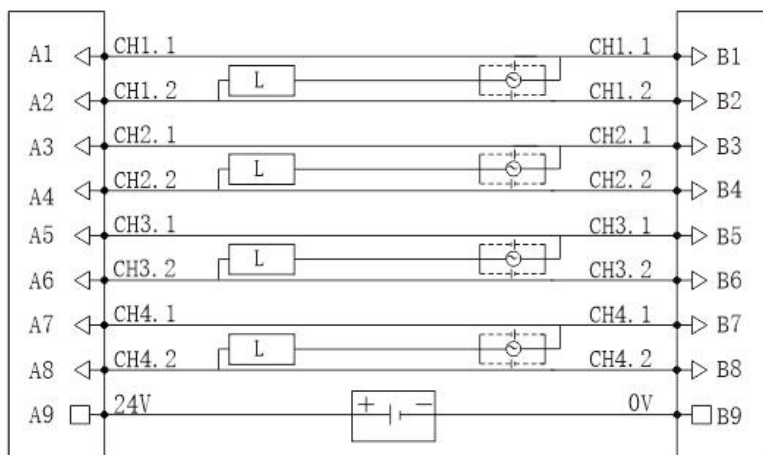 A1 CH1.1 CH1.1 B1
L
A2 CH1.2 CH1.2 B2
A3 CH2.1 CH2.1 B3
L
A4 CH2.2 CH2.2 B4
A5 CH3.1 CH3.1 B5
L
A6 CH3.2 CH3.2 B6
A7 CH4.1 CH4.1 B7
L
A8 CH4.2 CH4.2 B8
A9 24V + − 0V B9